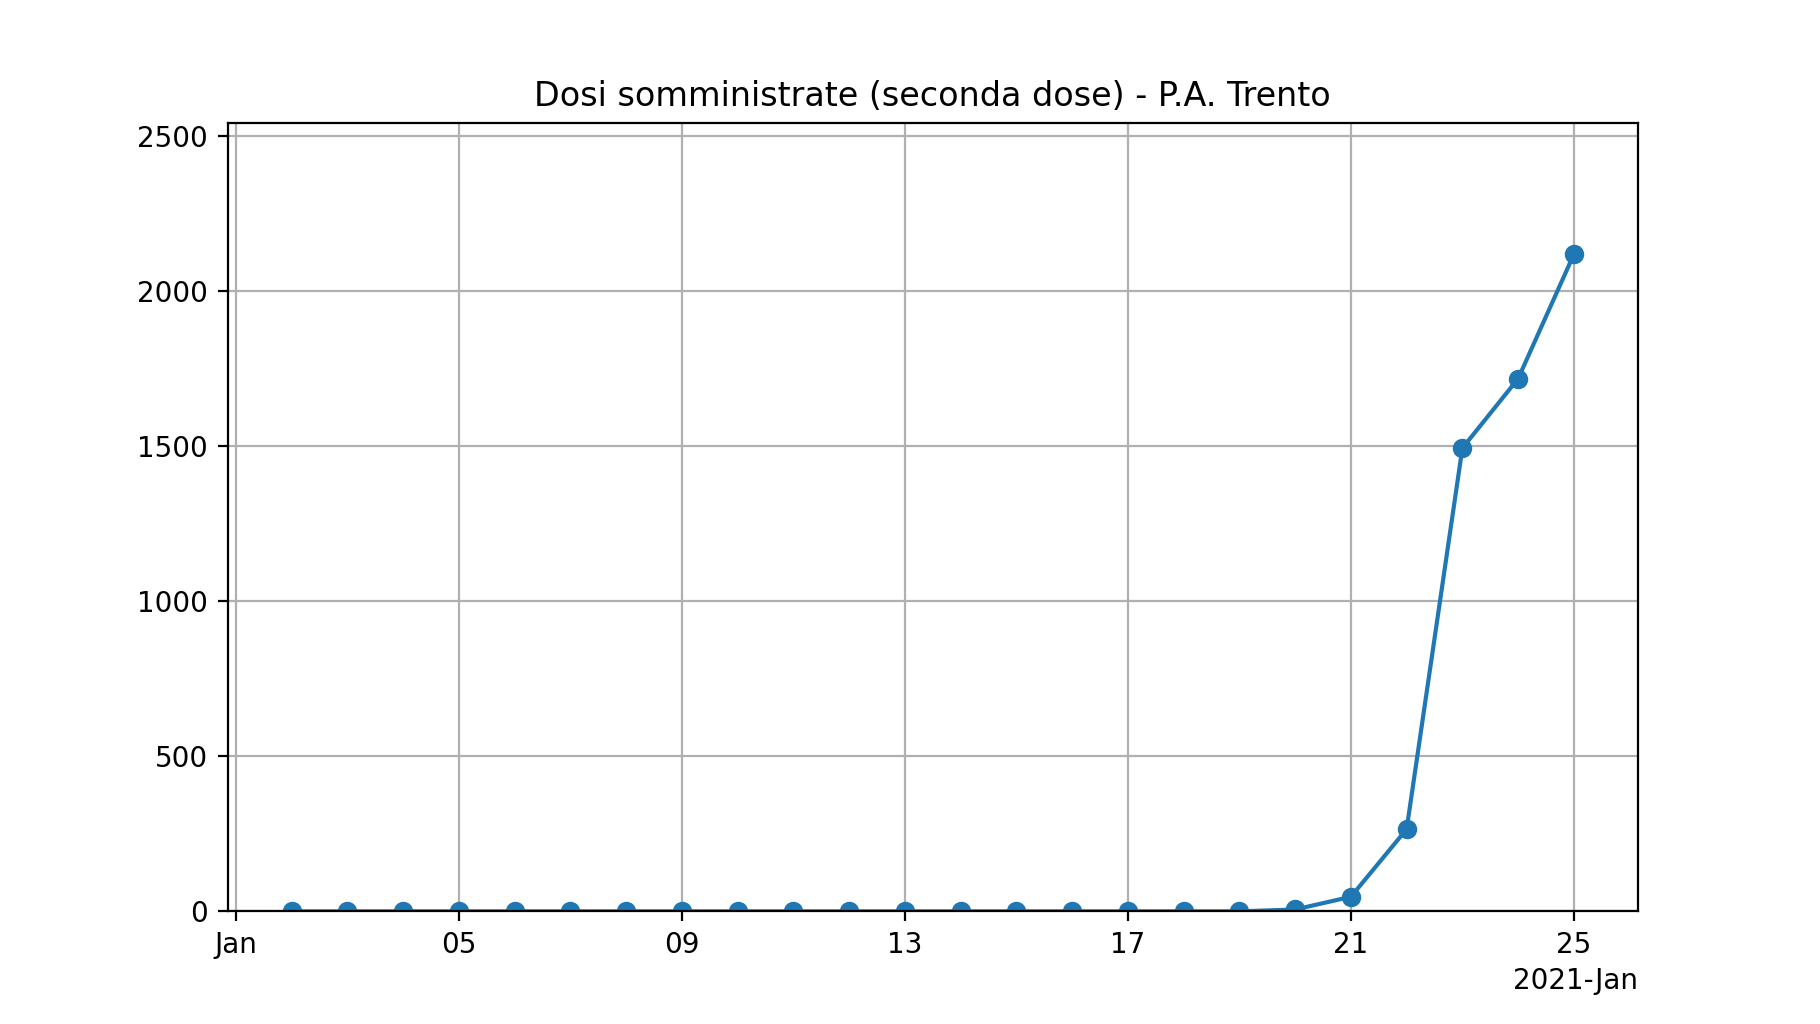 Dosi somministrate (seconda dose) - P.A. Trento
2500
2000
1500
1000
500
0
Jan 05 09 13 17 21 25
2021-Jan